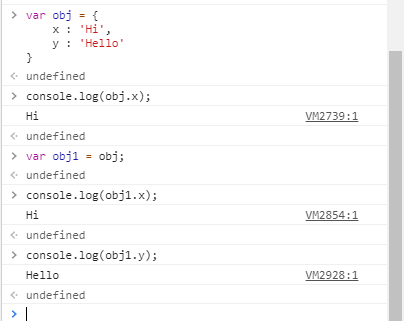 > var obj = {
x : 'Hi',
y : 'Hello'
}
undefined
> console.log(obj.x);
Hi VM2739:1
undefined
> var obj1 = obj;
undefined
> console.log(obj1.x);
Hi VM2854:1
undefined
> console.log(obj1.y);
Hello VM2928:1
undefined
>